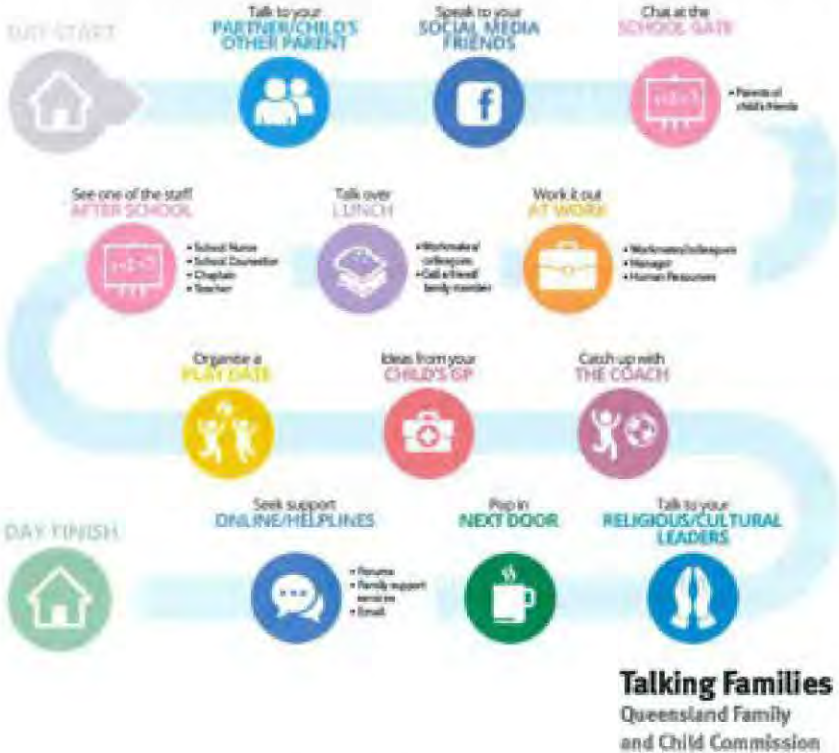 DAY START
Talk to your
PARTNER/CHILD'S
OTHER PARENT
Speak to your
SOCIAL MEDIA
FRIENDS
Chat at the
SCHOOL GATE
• Parents of
child's friends
Work it out
AT WORK
• Workmates/colleagues
• Manager
• Human Resources
Talk over
LUNCH
• Workmates/
colleagues
• Call a friend/
family member
See one of the staff
AFTER SCHOOL
• School Nurse
• School Counsellor
• Chaplain
• Teacher
Organise a
PLAY DATE
Ideas from your
CHILD'S GP
Catch up with
THE COACH
Talk to your
RELIGIOUS/CULTURAL
LEADERS
Pop in
NEXT DOOR
Seek support
ONLINE/HELPLINES
• Forums
• Family support
services
• Email
DAY FINISH
Talking Families
Queensland Family
and Child Commission